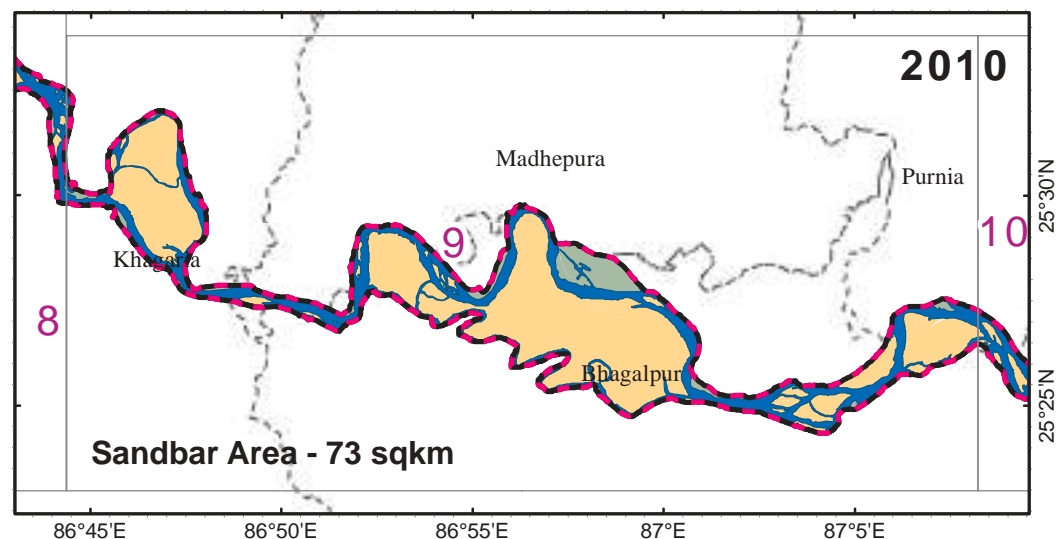 2010
Madhepura
Purnia
25°30'N
9
10
Khagaria
8
Bhagalpur
25°25'N
Sandbar Area - 73 sqkm
86°45'E
86°50'E
86°55'E
87°E
87°5'E